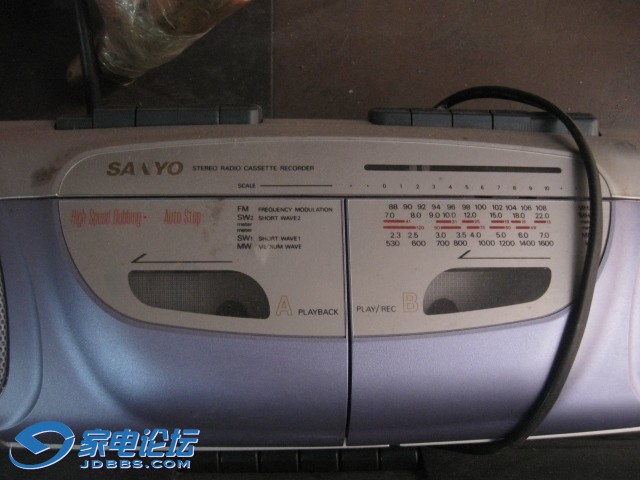 SANYO STEREO RADIO CASSETTE RECORDER
SCALE 0 1 2 3 4 5 6 7 8 9 10
High Speed Dubbing • Auto Stop
FM FREQUENCY MODULATION
SW2 SHORT WAVE2
meter
meter
SW1 SHORT WAVE1
MW MEDIUM WAVE
88 90 92 94 96 98 100 102 104 106 108
7.0 8.0 9.0 10.0 12.0 15.0 18.0 22.0
2.3 2.5 3.0 3.5 4.0 5.0 6.0 7.0
530 600 700 800 1000 1200 1400 1600
A PLAYBACK
PLAY/REC B
家电论坛
JDBBS.COM